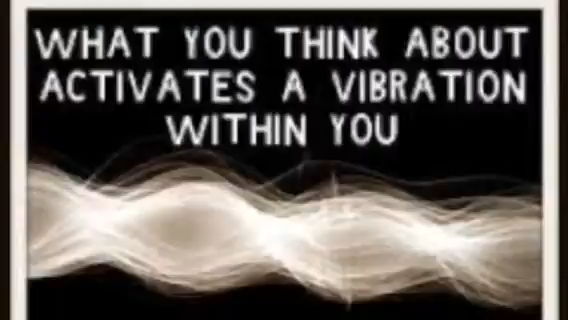 WHAT YOU THINK ABOUT
ACTIVATES A VIBRATION
WITHIN YOU